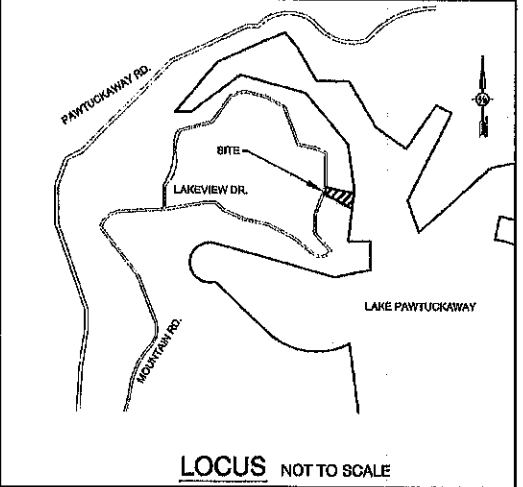 PAWTUCKAWAY RD.
SITE
LAKEVIEW DR.
LAKE PAWTUCKAWAY
MOUNTAIN RD.
LOCUS NOT TO SCALE